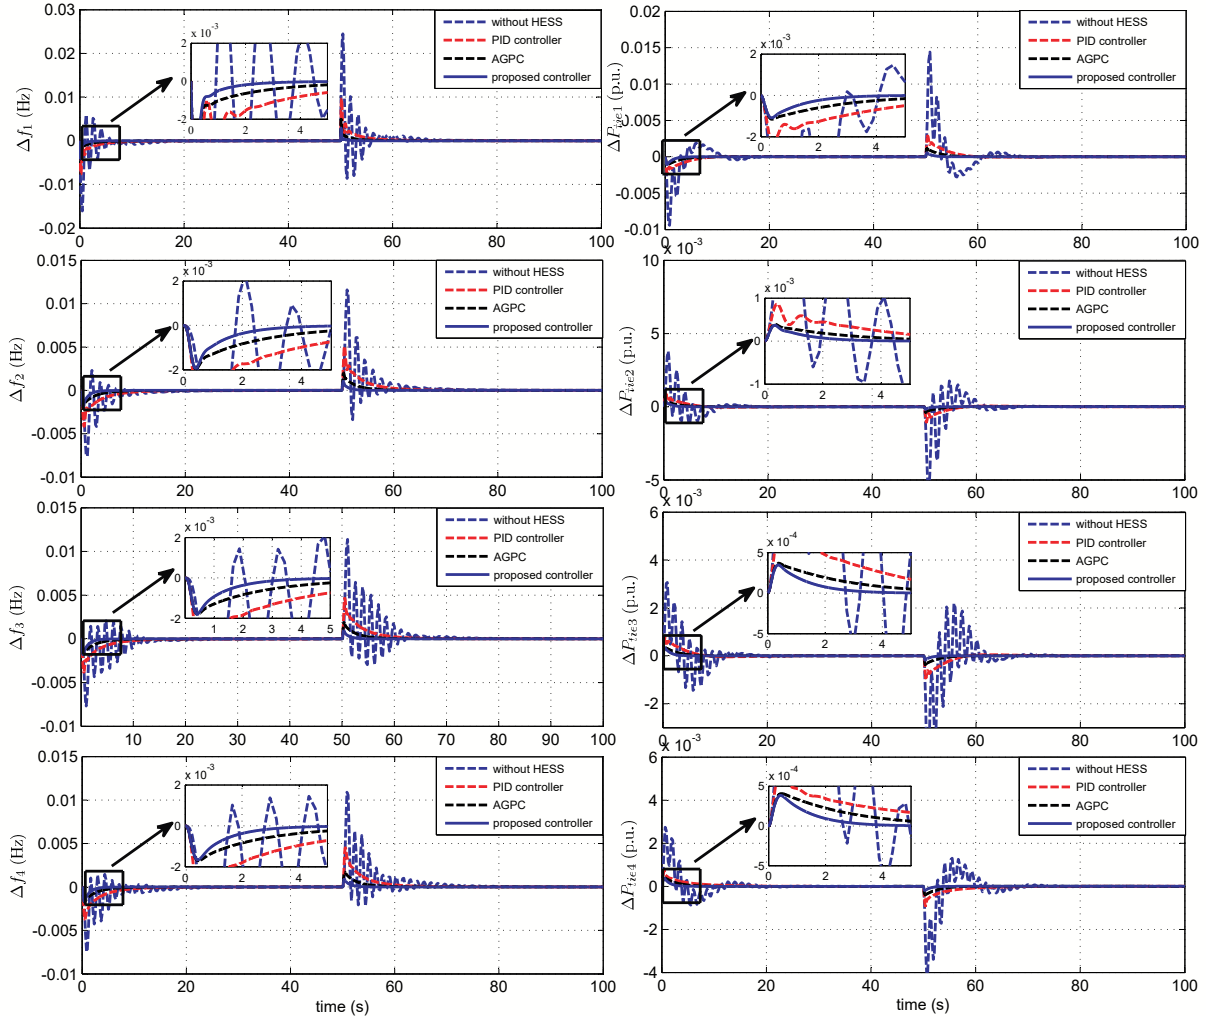 0.03
0.02
0.01
0
-0.01
-0.02
Δf1 (Hz)
x 10^-3
2
0
-2
0 2 4
without HESS
PID controller
AGPC
proposed controller
0 20 40 60 80 100
0.02
0.015
0.01
0.005
0
-0.005
-0.01
ΔPtie1 (p.u.)
x 10^-3
2
0
-2
0 2 4
without HESS
PID controller
AGPC
proposed controller
0 20 40 60 80 100
0.015
0.01
0.005
0
-0.005
-0.01
Δf2 (Hz)
x 10^-3
2
0
-2
0 2 4
without HESS
PID controller
AGPC
proposed controller
0 20 40 60 80 100
x 10^-3
10
5
0
-5
ΔPtie2 (p.u.)
x 10^-3
1
0
-1
0 2 4
without HESS
PID controller
AGPC
proposed controller
0 20 40 60 80 100
0.015
0.01
0.005
0
-0.005
-0.01
Δf3 (Hz)
x 10^-3
2
0
-2
1 2 3 4 5
without HESS
PID controller
AGPC
proposed controller
10 20 30 40 50 60 70 80 90 100
x 10^-3
6
4
2
0
-2
ΔPtie3 (p.u.)
x 10^-4
5
0
-5
0 2 4
without HESS
PID controller
AGPC
proposed controller
0 20 40 60 80 100
0.015
0.01
0.005
0
-0.005
-0.01
Δf4 (Hz)
x 10^-3
2
0
-2
0 2 4
without HESS
PID controller
AGPC
proposed controller
0 20 40 60 80 100
time (s)
x 10^-3
6
4
2
0
-2
-4
ΔPtie4 (p.u.)
x 10^-4
5
0
-5
0 2 4
without HESS
PID controller
AGPC
proposed controller
0 20 40 60 80 100
time (s)